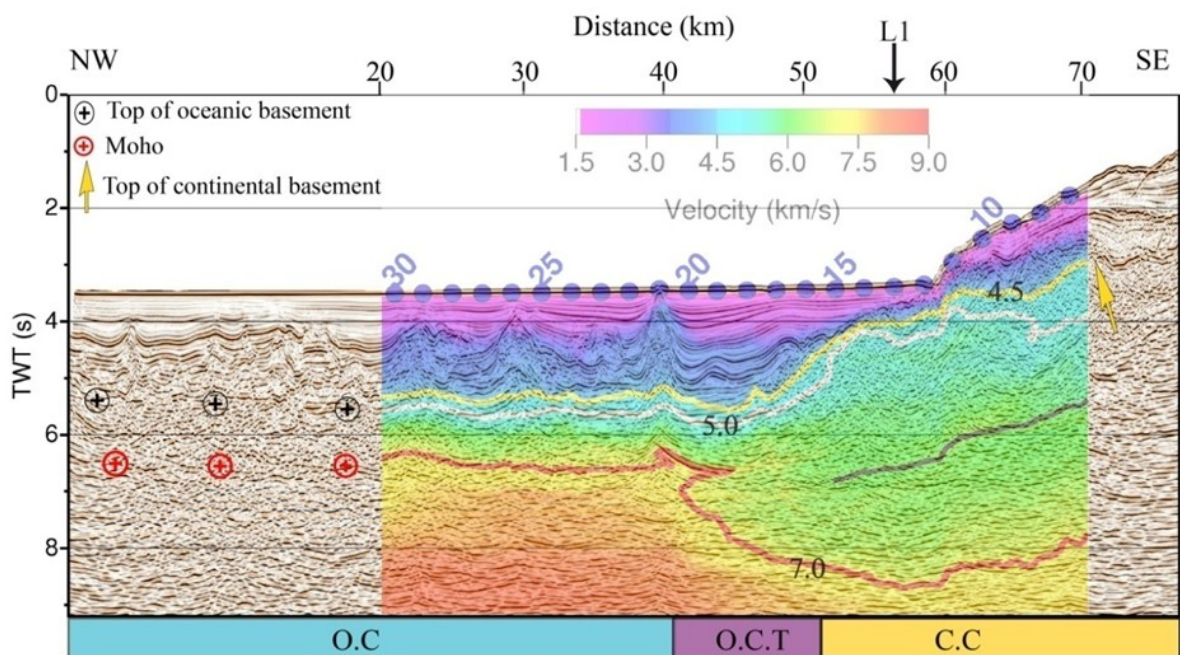 Distance (km)
L1
NW
20
30
40
50
60
70
SE
0
Top of oceanic basement
Moho
Top of continental basement
1.5
3.0
4.5
6.0
7.5
9.0
Velocity (km/s)
2
10
30
25
20
15
4.5
4
TWT (s)
5.0
6
8
7.0
O.C
O.C.T
C.C